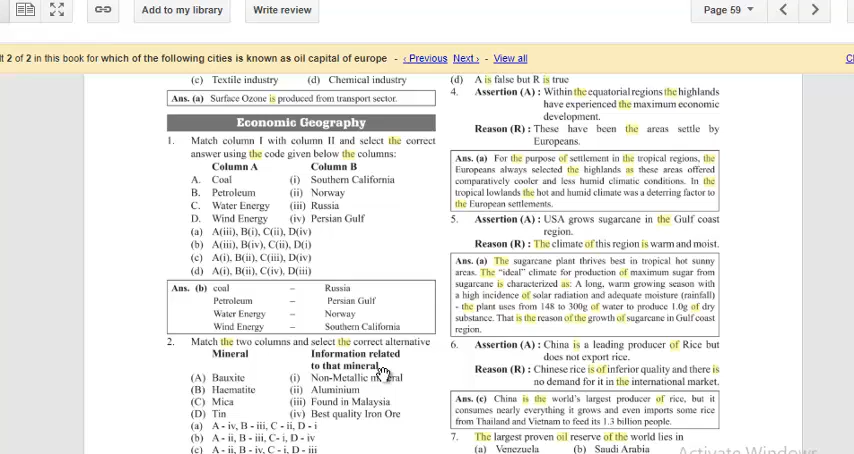 Add to my library
Write review
Page 59
lt 2 of 2 in this book for which of the following cities is known as oil capital of europe - ‹ Previous Next › - View all
(c) Textile industry (d) Chemical industry
Ans. (a) Surface Ozone is produced from transport sector.
Economic Geography
1. Match column I with column II and select the correct
answer using the code given below the columns:
Column A Column B
A. Coal (i) Southern California
B. Petroleum (ii) Norway
C. Water Energy (iii) Russia
D. Wind Energy (iv) Persian Gulf
(a) A(iii), B(i), C(ii), D(iv)
(b) A(iii), B(iv), C(ii), D(i)
(c) A(i), B(ii), C(iii), D(iv)
(d) A(i), B(ii), C(iv), D(iii)
Ans. (b) coal – Russia
Petroleum – Persian Gulf
Water Energy – Norway
Wind Energy – Southern California
2. Match the two columns and select the correct alternative
Mineral Information related
to that mineral
(A) Bauxite (i) Non-Metallic mineral
(B) Haematite (ii) Aluminium
(C) Mica (iii) Found in Malaysia
(D) Tin (iv) Best quality Iron Ore
(a) A - iv, B - iii, C - ii, D - i
(b) A - ii, B - iii, C- i, D - iv
(c) A - ii, B - iv, C - i, D - iii
(d) A is false but R is true
4. Assertion (A) : Within the equatorial regions the highlands
have experienced the maximum economic
development.
Reason (R) : These have been the areas settle by
Europeans.
Ans. (a) For the purpose of settlement in the tropical regions, the
Europeans always selected the highlands as these areas offered
comparatively cooler and less humid climatic conditions. In the
tropical lowlands the hot and humid climate was a deterring factor to
the European settlements.
5. Assertion (A) : USA grows sugarcane in the Gulf coast
region.
Reason (R) : The climate of this region is warm and moist.
Ans. (a) The sugarcane plant thrives best in tropical hot sunny
areas. The "ideal" climate for production of maximum sugar from
sugarcane is characterized as: A long, warm growing season with
a high incidence of solar radiation and adequate moisture (rainfall)
- the plant uses from 148 to 300g of water to produce 1.0g of dry
substance. That is the reason of the growth of sugarcane in Gulf coast
region.
6. Assertion (A) : China is a leading producer of Rice but
does not export rice.
Reason (R) : Chinese rice is of inferior quality and there is
no demand for it in the international market.
Ans. (c) China is the world's largest producer of rice, but it
consumes nearly everything it grows and even imports some rice
from Thailand and Vietnam to feed its 1.3 billion people.
7. The largest proven oil reserve of the world lies in
(a) Venezuela (b) Saudi Arabia
Activate Windows